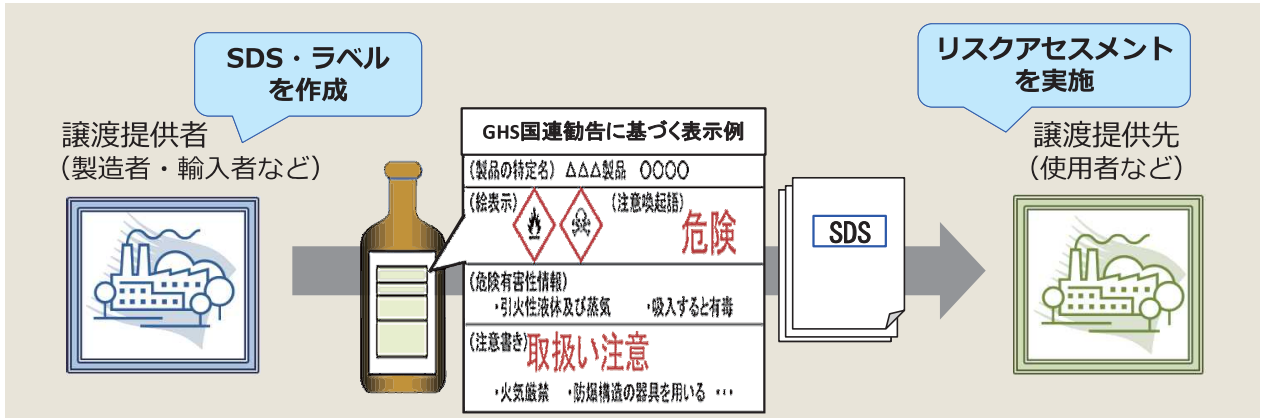 SDS・ラベル
を作成
譲渡提供者
（製造者・輸入者など）
GHS国連勧告に基づく表示例
（製品の特定名） △△△製品 ○○○○
（絵表示）
（注意喚起語）
危険
（危険有害性情報）
・引火性液体及び蒸気 ・吸入すると有毒
（注意書き）取扱い注意
・火気厳禁 ・防爆構造の器具を用いる …
SDS
リスクアセスメント
を実施
譲渡提供先
（使用者など）